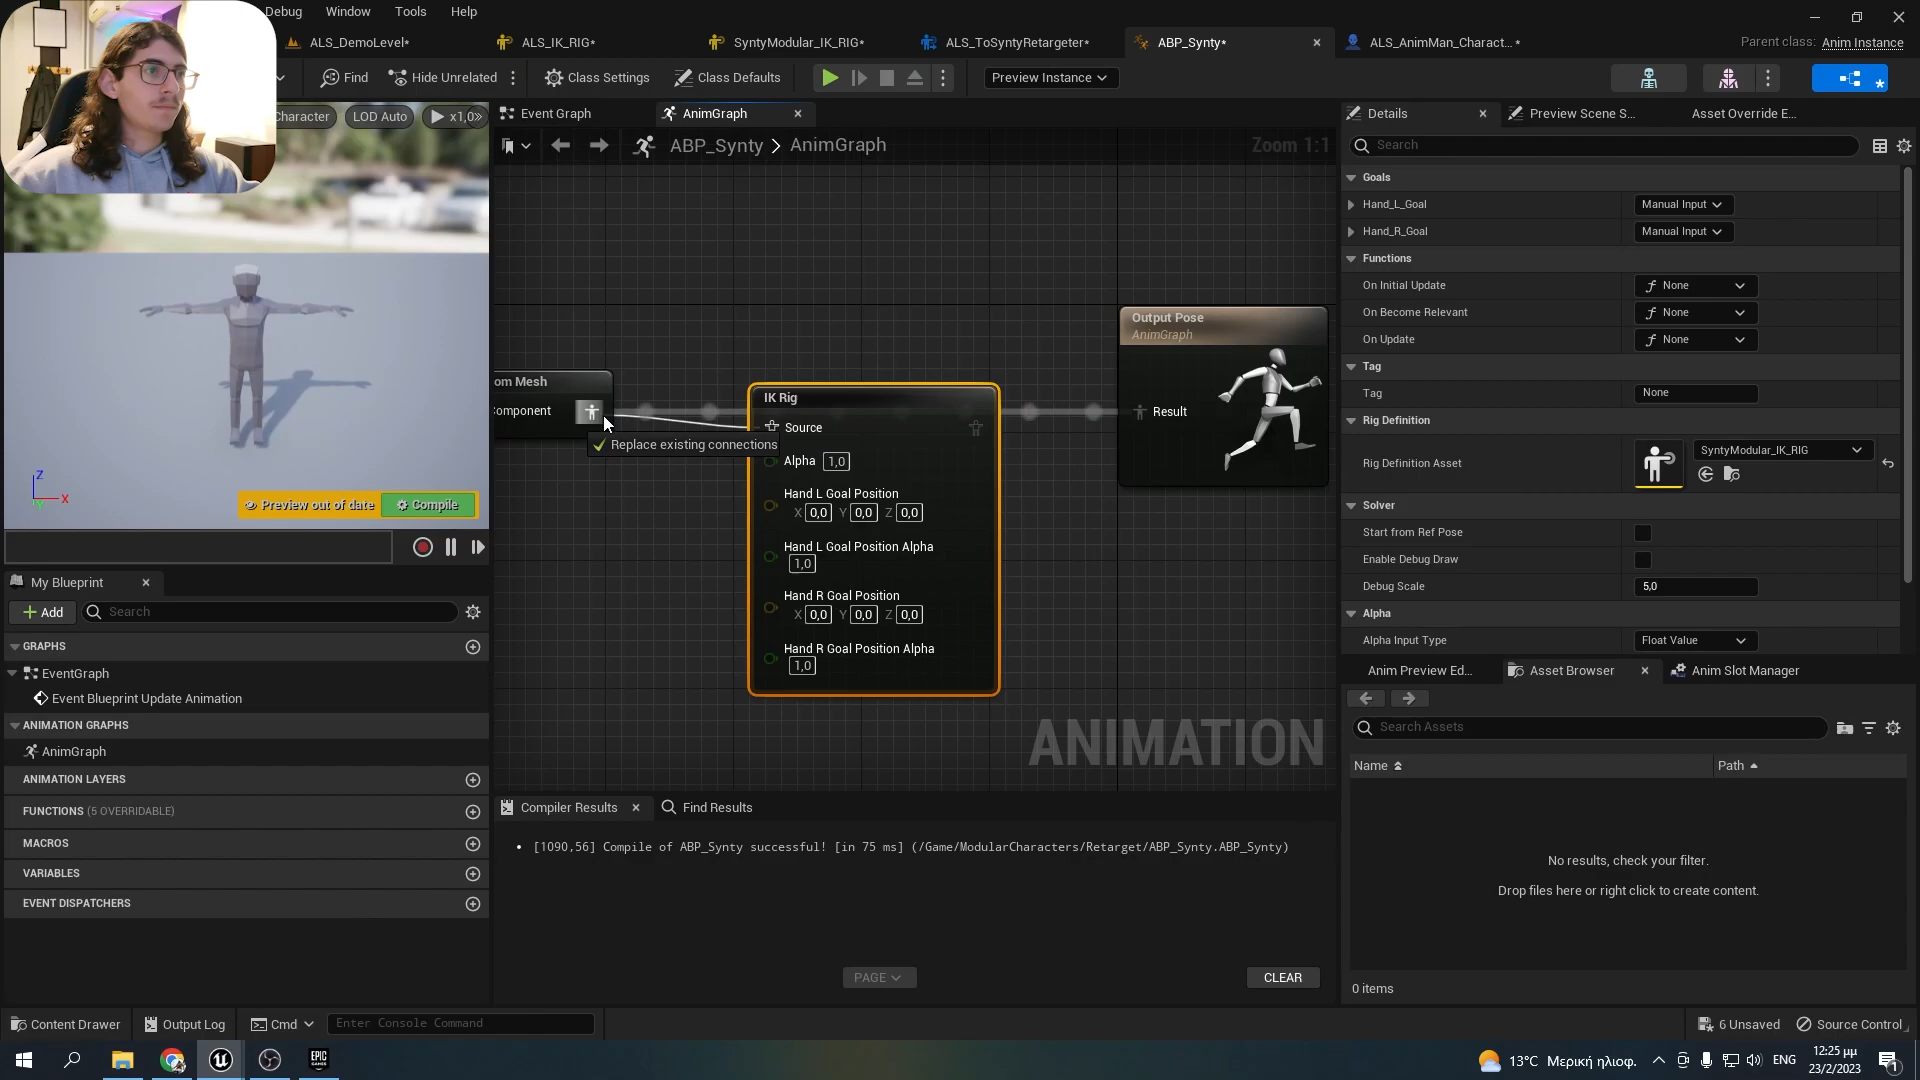 Debug Window Tools Help
ALS_DemoLevel* ALS_IK_RIG* SyntyModular_IK_RIG* ALS_ToSyntyRetargeter* ABP_Synty* ALS_AnimMan_Charact... *
Parent class: Anim Instance
Find Hide Unrelated Class Settings Class Defaults Preview Instance
Character LOD Auto x1,0
Event Graph AnimGraph
ABP_Synty > AnimGraph
Zoom 1:1
om Mesh
Component
IK Rig
Source
Replace existing connections
Alpha 1,0
Hand L Goal Position
X 0,0 Y 0,0 Z 0,0
Hand L Goal Position Alpha
1,0
Hand R Goal Position
X 0,0 Y 0,0 Z 0,0
Hand R Goal Position Alpha
1,0
Output Pose
AnimGraph
Result
ANIMATION
Z
X
Preview out of date Compile
My Blueprint
Add Search
GRAPHS
EventGraph
Event Blueprint Update Animation
ANIMATION GRAPHS
AnimGraph
ANIMATION LAYERS
FUNCTIONS (5 OVERRIDABLE)
MACROS
VARIABLES
EVENT DISPATCHERS
Compiler Results Find Results
[1090,56] Compile of ABP_Synty successful! [in 75 ms] (/Game/ModularCharacters/Retarget/ABP_Synty.ABP_Synty)
PAGE CLEAR
Details Preview Scene S... Asset Override E...
Search
Goals
Hand_L_Goal Manual Input
Hand_R_Goal Manual Input
Functions
On Initial Update None
On Become Relevant None
On Update None
Tag
Tag None
Rig Definition
Rig Definition Asset SyntyModular_IK_RIG
Solver
Start from Ref Pose
Enable Debug Draw
Debug Scale 5,0
Alpha
Alpha Input Type Float Value
Anim Preview Ed... Asset Browser Anim Slot Manager
Search Assets
Name Path
No results, check your filter.
Drop files here or right click to create content.
0 items
Content Drawer Output Log Cmd Enter Console Command 6 Unsaved Source Control
EPIC GAMES
13°C Μερική ηλιοφ. ENG
12:25 μμ
23/2/2023
1